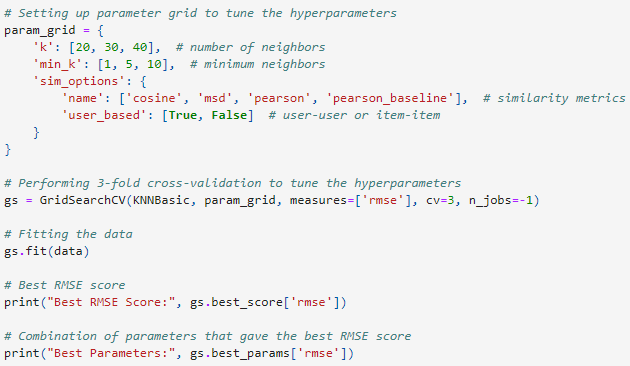 # Setting up parameter grid to tune the hyperparameters
param_grid = {
    'k': [20, 30, 40],  # number of neighbors
    'min_k': [1, 5, 10],  # minimum neighbors
    'sim_options': {
        'name': ['cosine', 'msd', 'pearson', 'pearson_baseline'],  # similarity metrics
        'user_based': [True, False]  # user-user or item-item
    }
}

# Performing 3-fold cross-validation to tune the hyperparameters
gs = GridSearchCV(KNNBasic, param_grid, measures=['rmse'], cv=3, n_jobs=-1)

# Fitting the data
gs.fit(data)

# Best RMSE score
print("Best RMSE Score:", gs.best_score['rmse'])

# Combination of parameters that gave the best RMSE score
print("Best Parameters:", gs.best_params['rmse'])